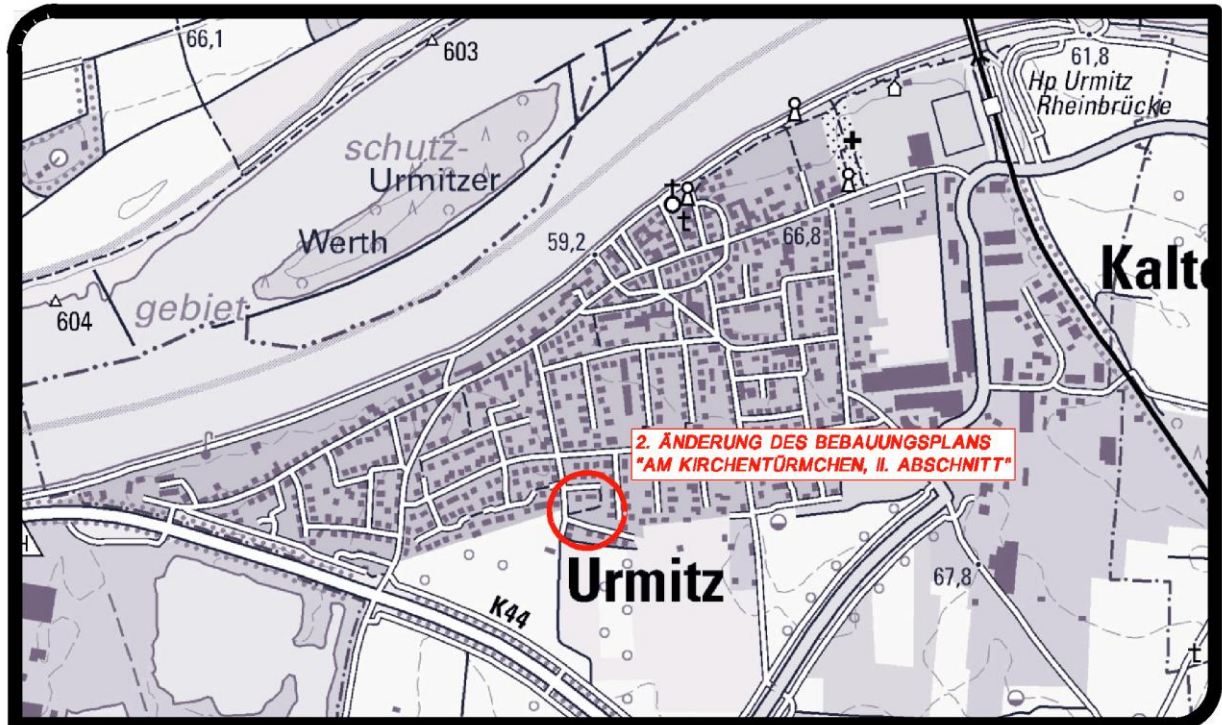 66,1
603
61,8
Hp Urmitz
Rheinbrücke
schutz-
Urmitzer
Werth
59,2
66,8
Kalte
gebiet
604
2. ÄNDERUNG DES BEBAUUNGSPLANS
"AM KIRCHENTÜRMCHEN, II. ABSCHNITT"
Urmitz
K44
67,8